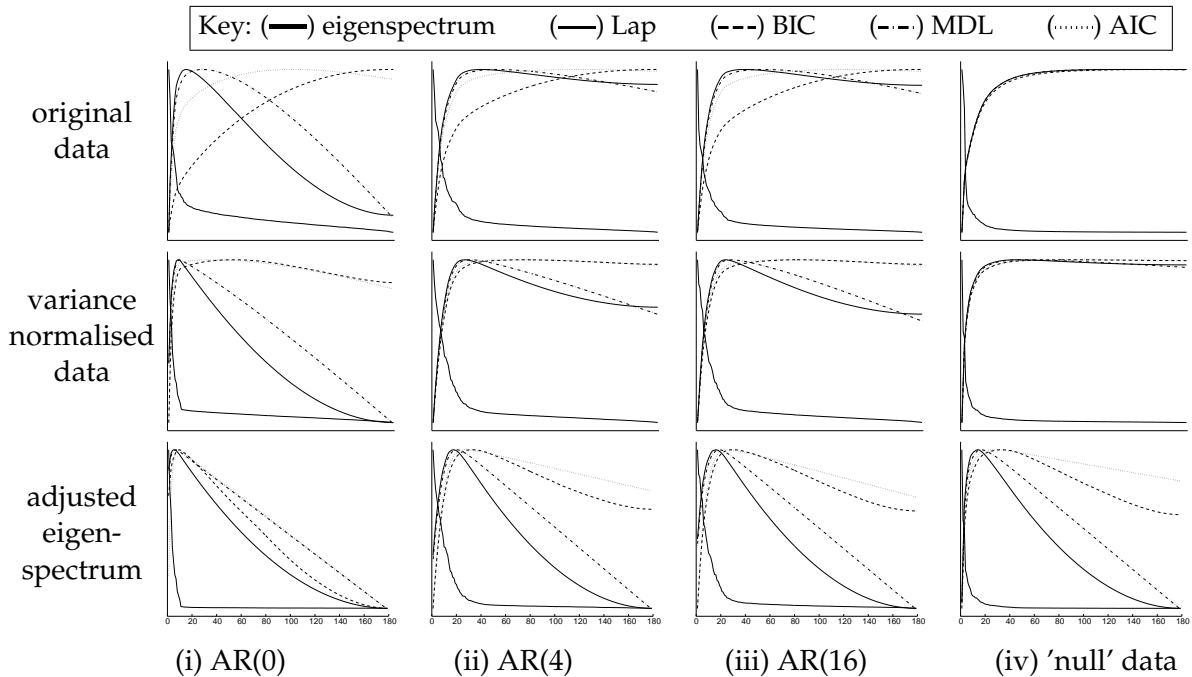 Key: (▬) eigenspectrum (—) Lap (---) BIC (-·-·) MDL (·····) AIC
original
data
variance
normalised
data
adjusted
eigen-
spectrum
0 20 40 60 80 100 120 140 160 180
0 20 40 60 80 100 120 140 160 180
0 20 40 60 80 100 120 140 160 180
0 20 40 60 80 100 120 140 160 180
(i) AR(0) (ii) AR(4) (iii) AR(16) (iv) 'null' data